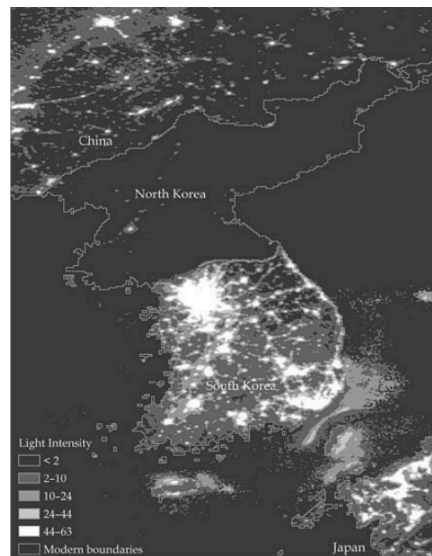 China
North Korea
South Korea
Light Intensity
< 2
2–10
10–24
24–44
44–63
Modern boundaries
Japan